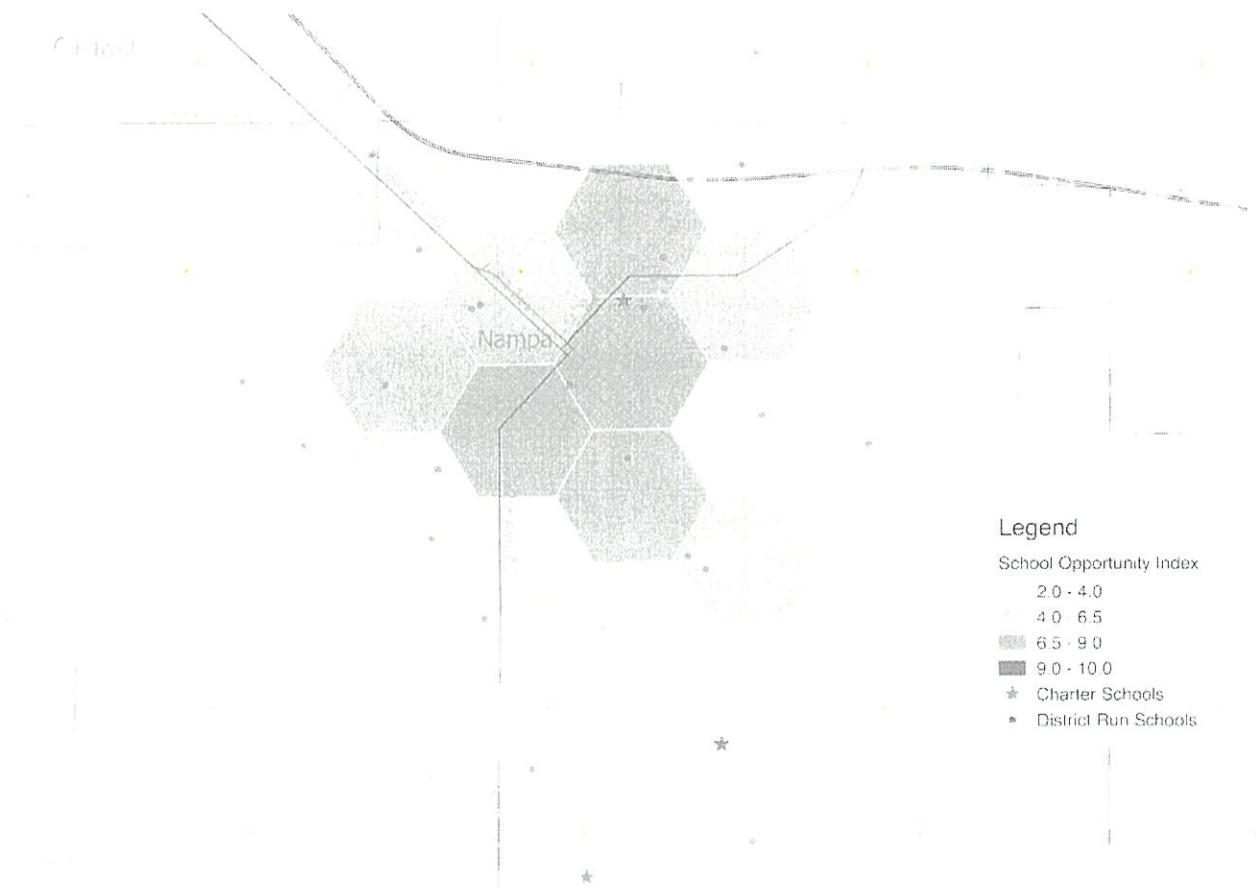 Nampa
Legend
School Opportunity Index
2.0 - 4.0
4.0 - 6.5
6.5 - 9.0
9.0 - 10.0
Charter Schools
District Run Schools